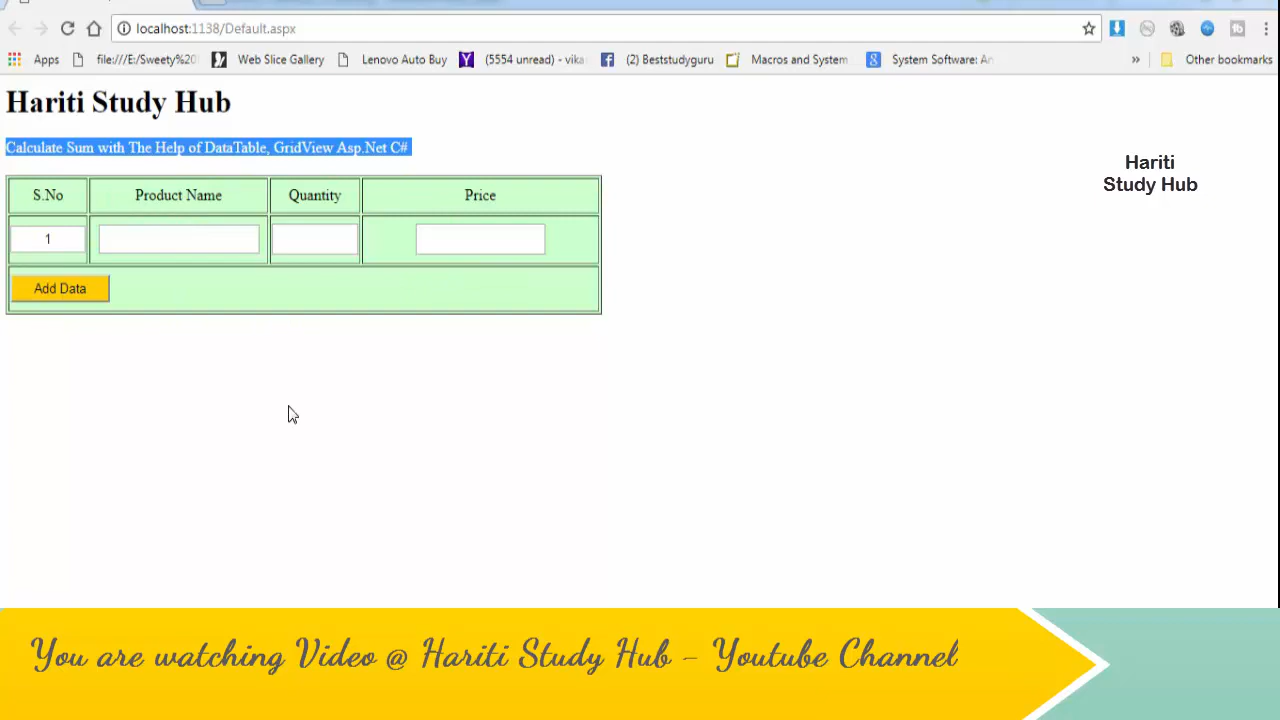 localhost:1138/Default.aspx
Apps file:///E:/Sweety%20 Web Slice Gallery Lenovo Auto Buy (5554 unread) - vika (2) Beststudyguru Macros and System System Software: An » Other bookmarks
Hariti Study Hub
Calculate Sum with The Help of DataTable, GridView Asp.Net C#
Hariti
Study Hub
S.No Product Name Quantity Price
1
Add Data
You are watching Video @ Hariti Study Hub - Youtube Channel